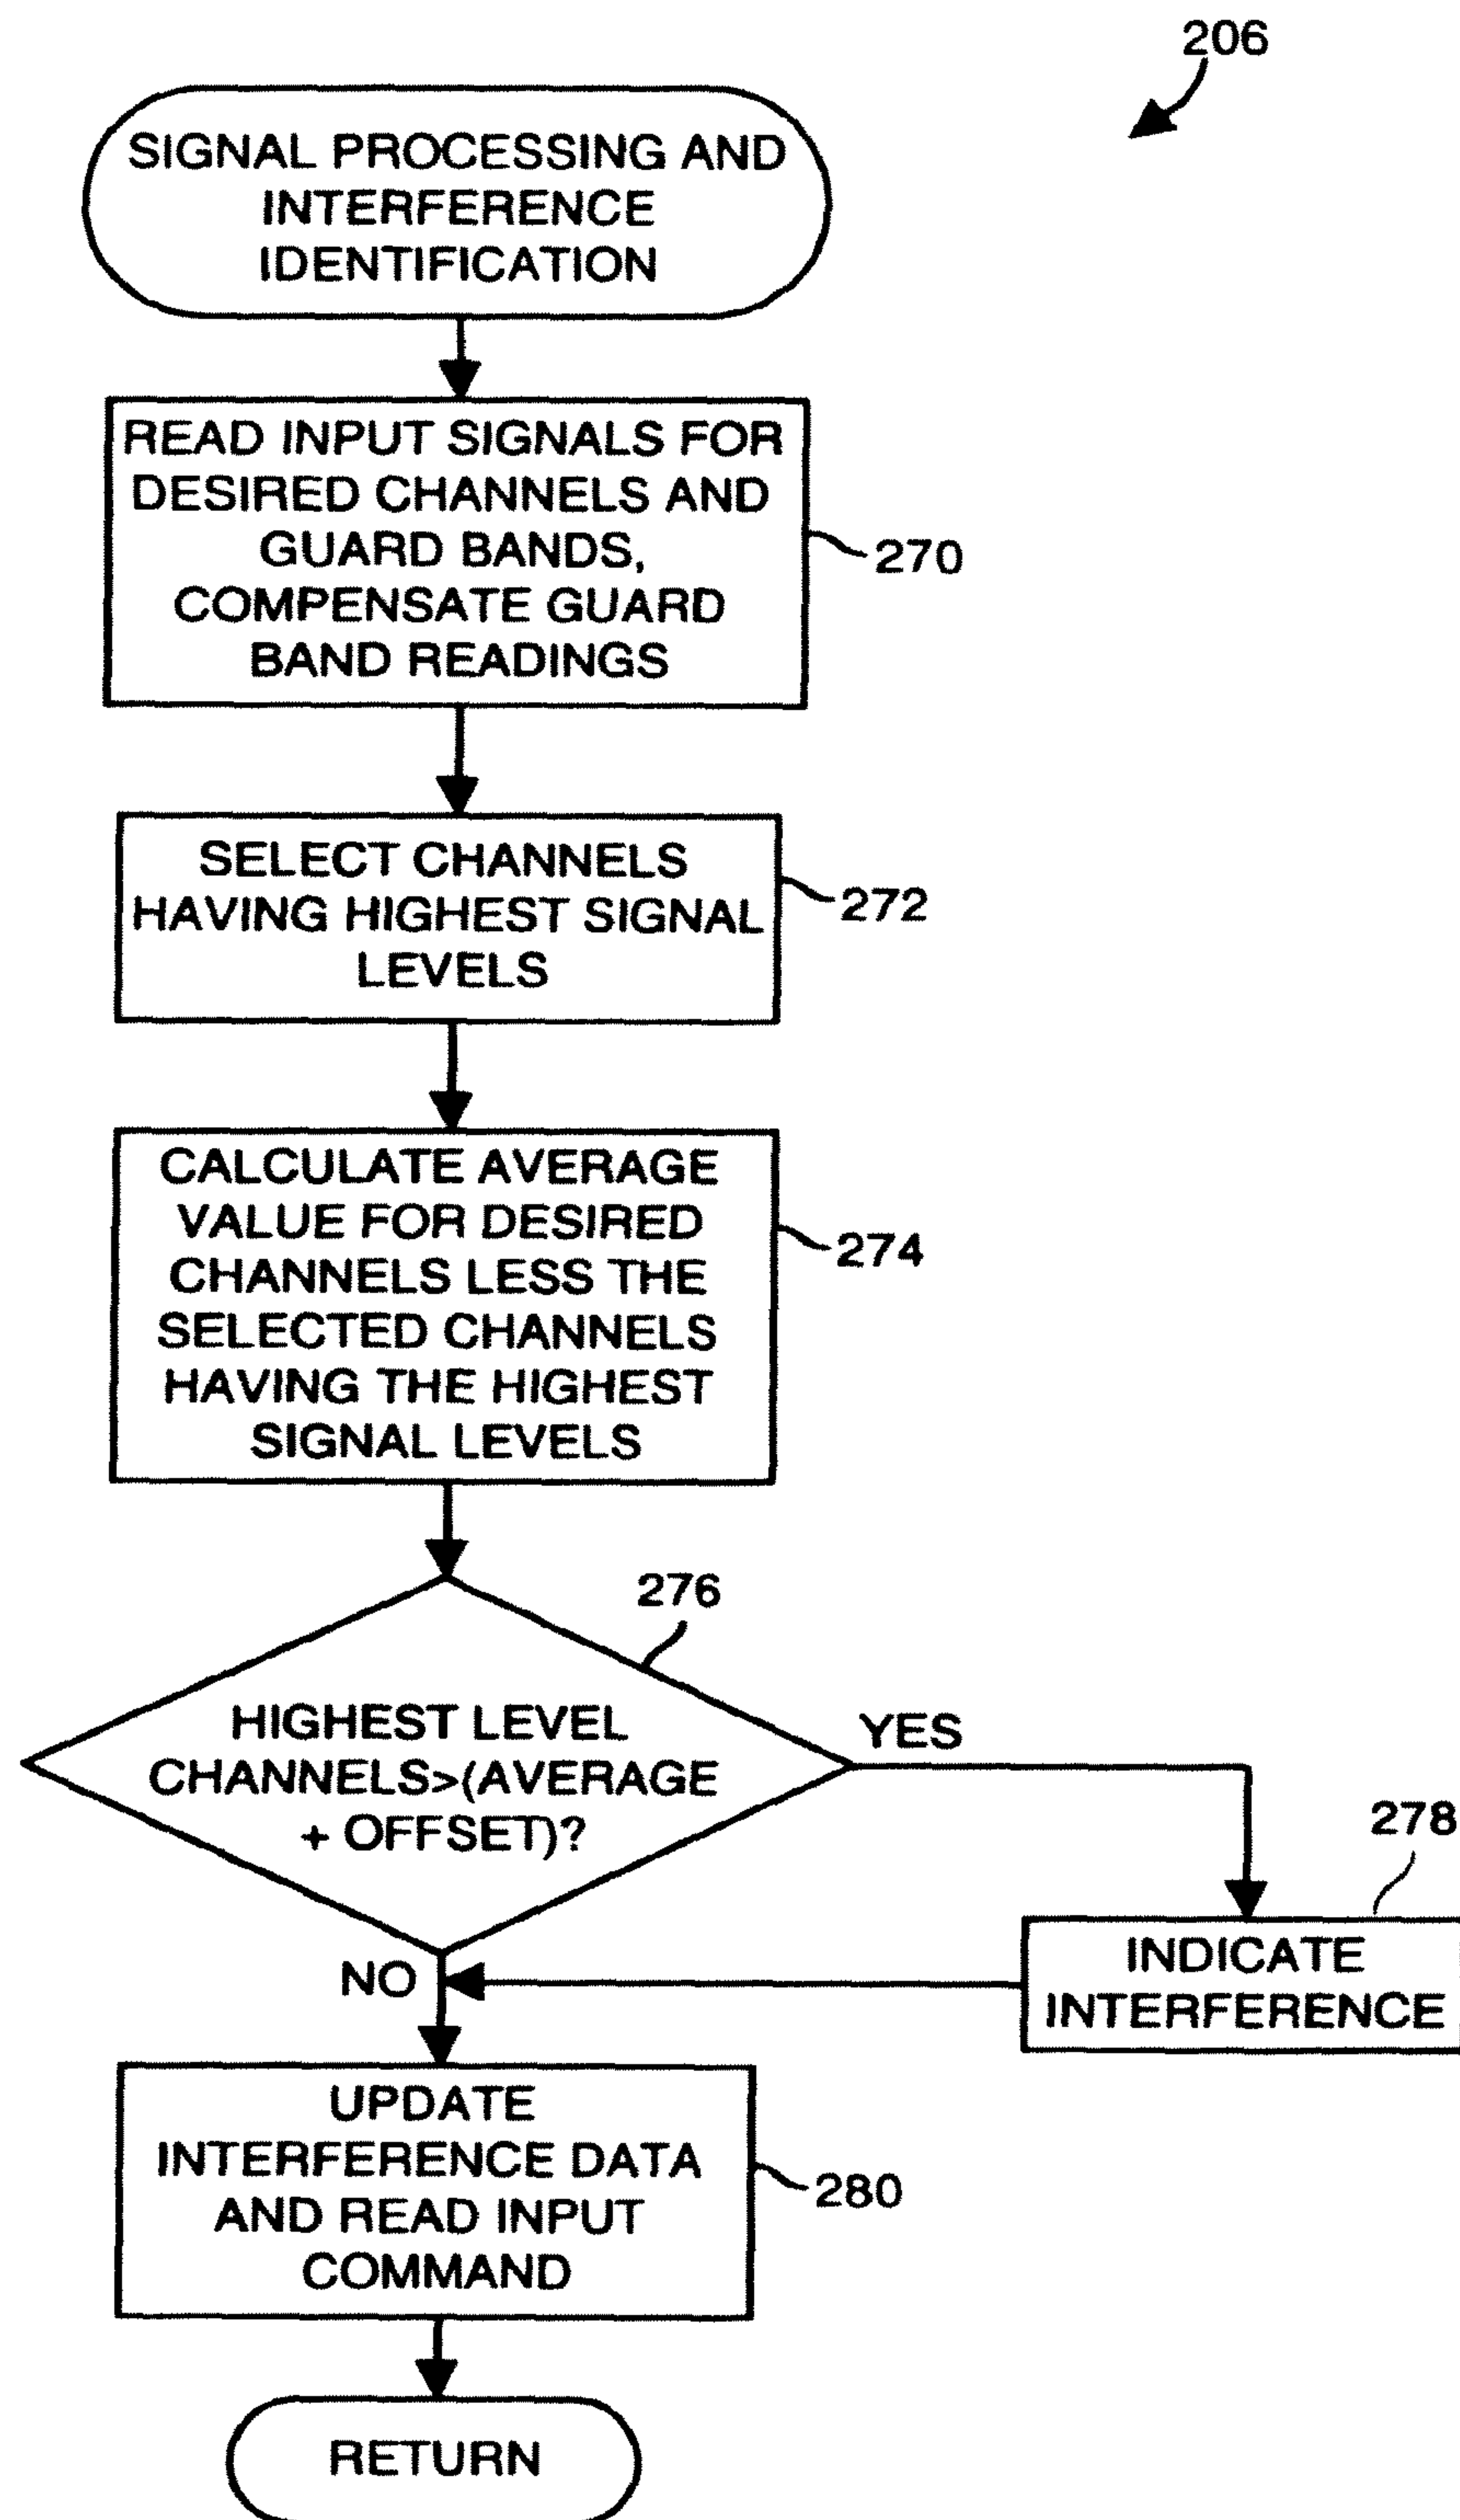 206
SIGNAL PROCESSING AND
INTERFERENCE
IDENTIFICATION
READ INPUT SIGNALS FOR
DESIRED CHANNELS AND
GUARD BANDS,
COMPENSATE GUARD
BAND READINGS
270
SELECT CHANNELS
HAVING HIGHEST SIGNAL
LEVELS
272
CALCULATE AVERAGE
VALUE FOR DESIRED
CHANNELS LESS THE
SELECTED CHANNELS
HAVING THE HIGHEST
SIGNAL LEVELS
274
276
HIGHEST LEVEL
CHANNELS>(AVERAGE
+ OFFSET)?
YES
278
INDICATE
INTERFERENCE
NO
UPDATE
INTERFERENCE DATA
AND READ INPUT
COMMAND
280
RETURN